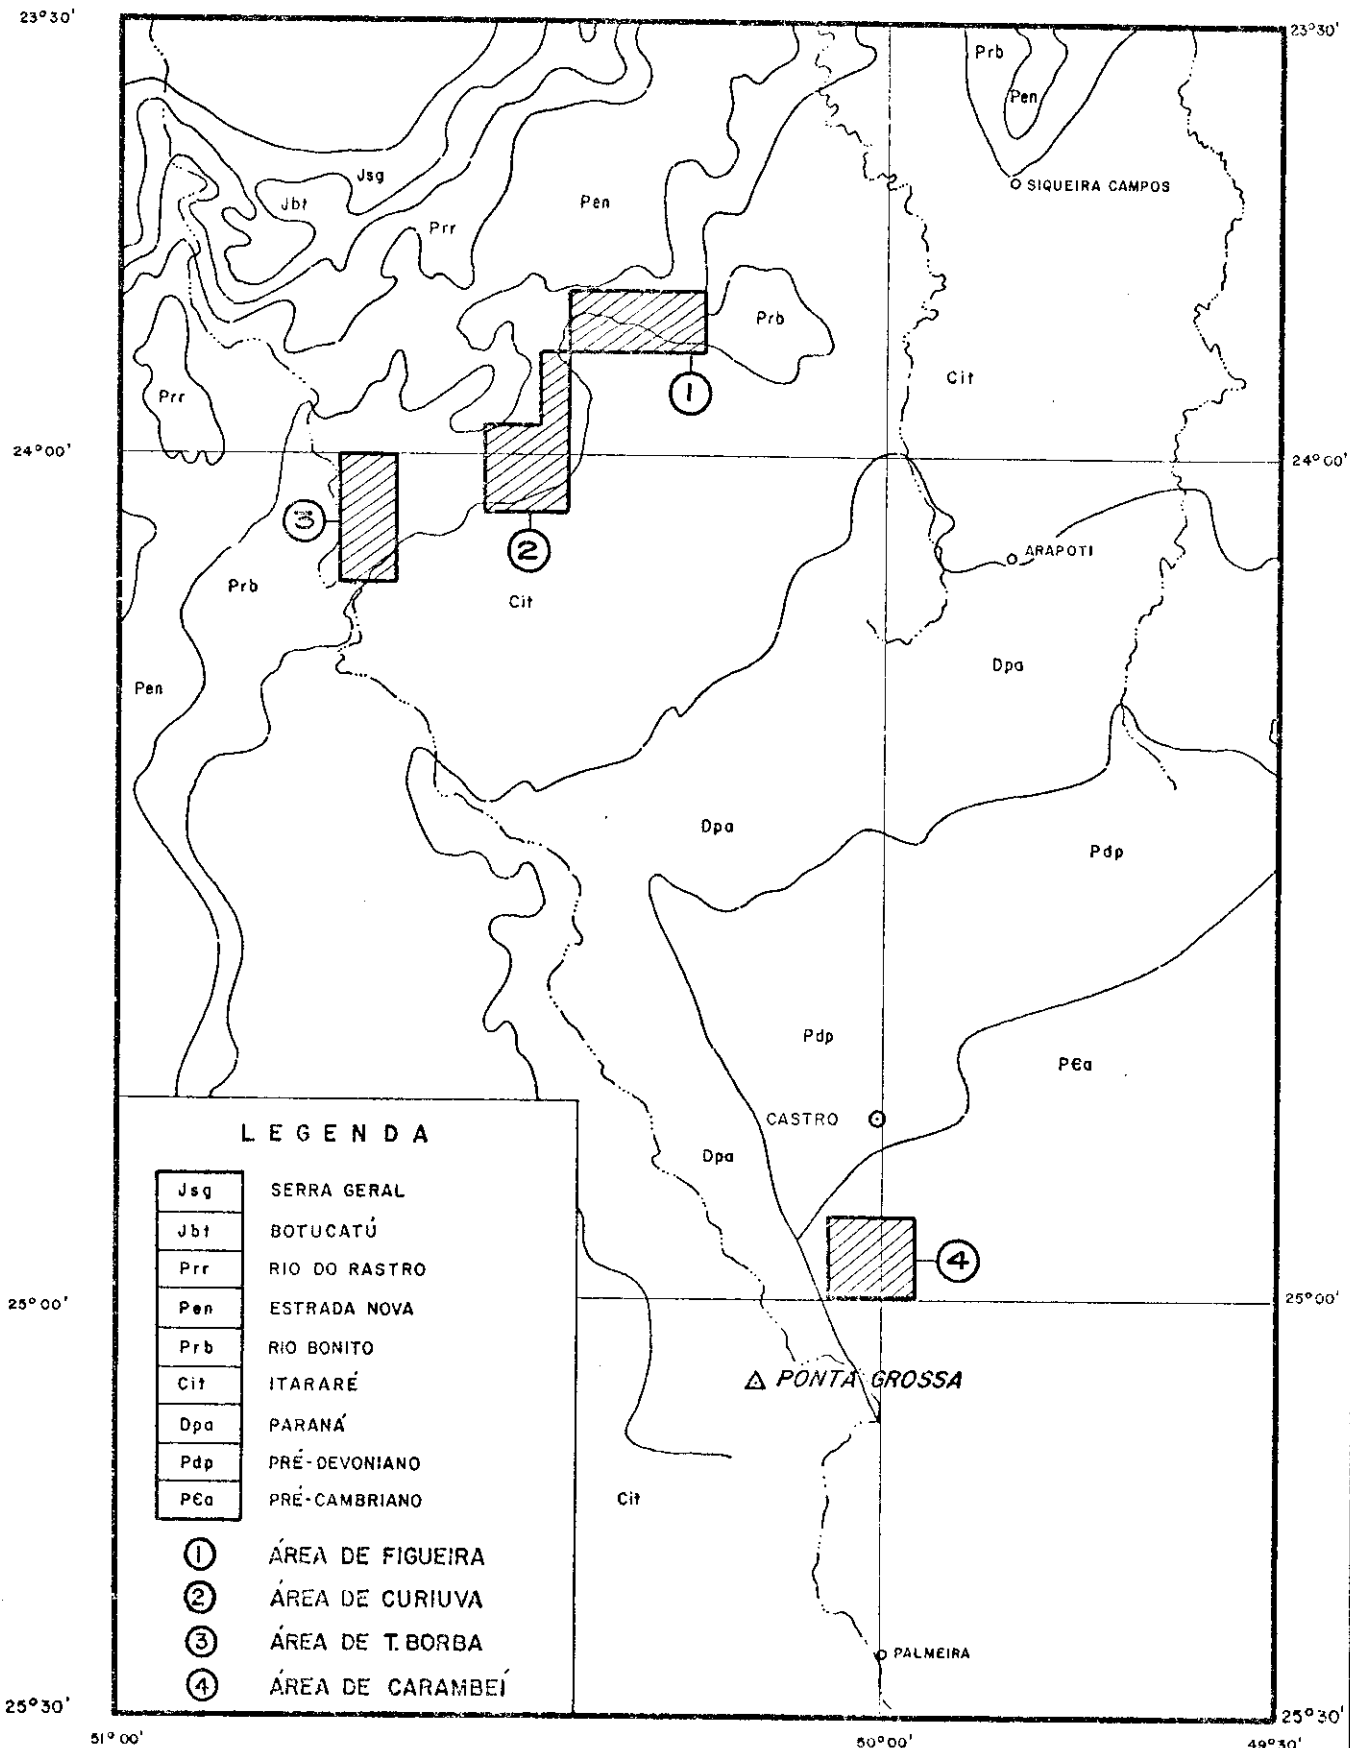 23°30'
23°30'
Prb
Pen
SIQUEIRA CAMPOS
Jsg
Jbt
Prr
Pen
Prb
Cit
1
Prr
24°00'
24°00'
3
2
ARAPOTI
Prb
Cit
Dpa
Pen
Dpa
Pdp
Pdp
PЄa
CASTRO
Dpa
4
25°00'
25°00'
PONTA GROSSA
Cit
PALMEIRA
LEGENDA
Jsg SERRA GERAL
Jbt BOTUCATÚ
Prr RIO DO RASTRO
Pen ESTRADA NOVA
Prb RIO BONITO
Cit ITARARÉ
Dpa PARANÁ
Pdp PRÉ-DEVONIANO
PЄa PRÉ-CAMBRIANO
1 ÁREA DE FIGUEIRA
2 ÁREA DE CURIUVA
3 ÁREA DE T. BORBA
4 ÁREA DE CARAMBEÍ
25°30'
25°30'
51°00'
50°00'
49°30'